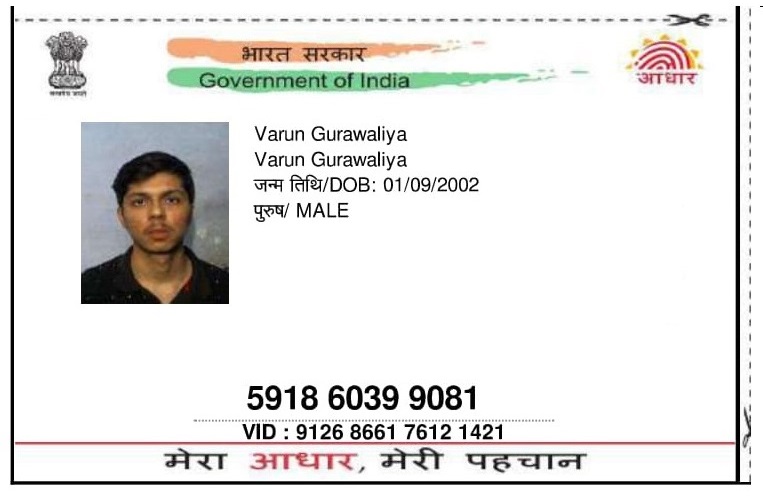 भारत सरकार
Government of India
सत्यमेव जयते
आधार
Varun Gurawaliya
Varun Gurawaliya
जन्म तिथि/DOB: 01/09/2002
पुरुष/ MALE
5918 6039 9081
VID : 9126 8661 7612 1421
मेरा आधार, मेरी पहचान